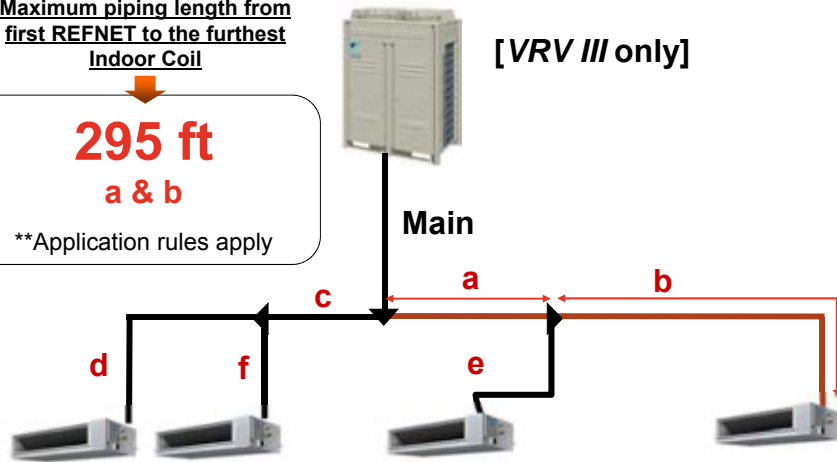 Maximum piping length from
first REFNET to the furthest
Indoor Coil
[VRV III only]
295 ft
a & b
**Application rules apply
Main
a
b
c
d
f
e